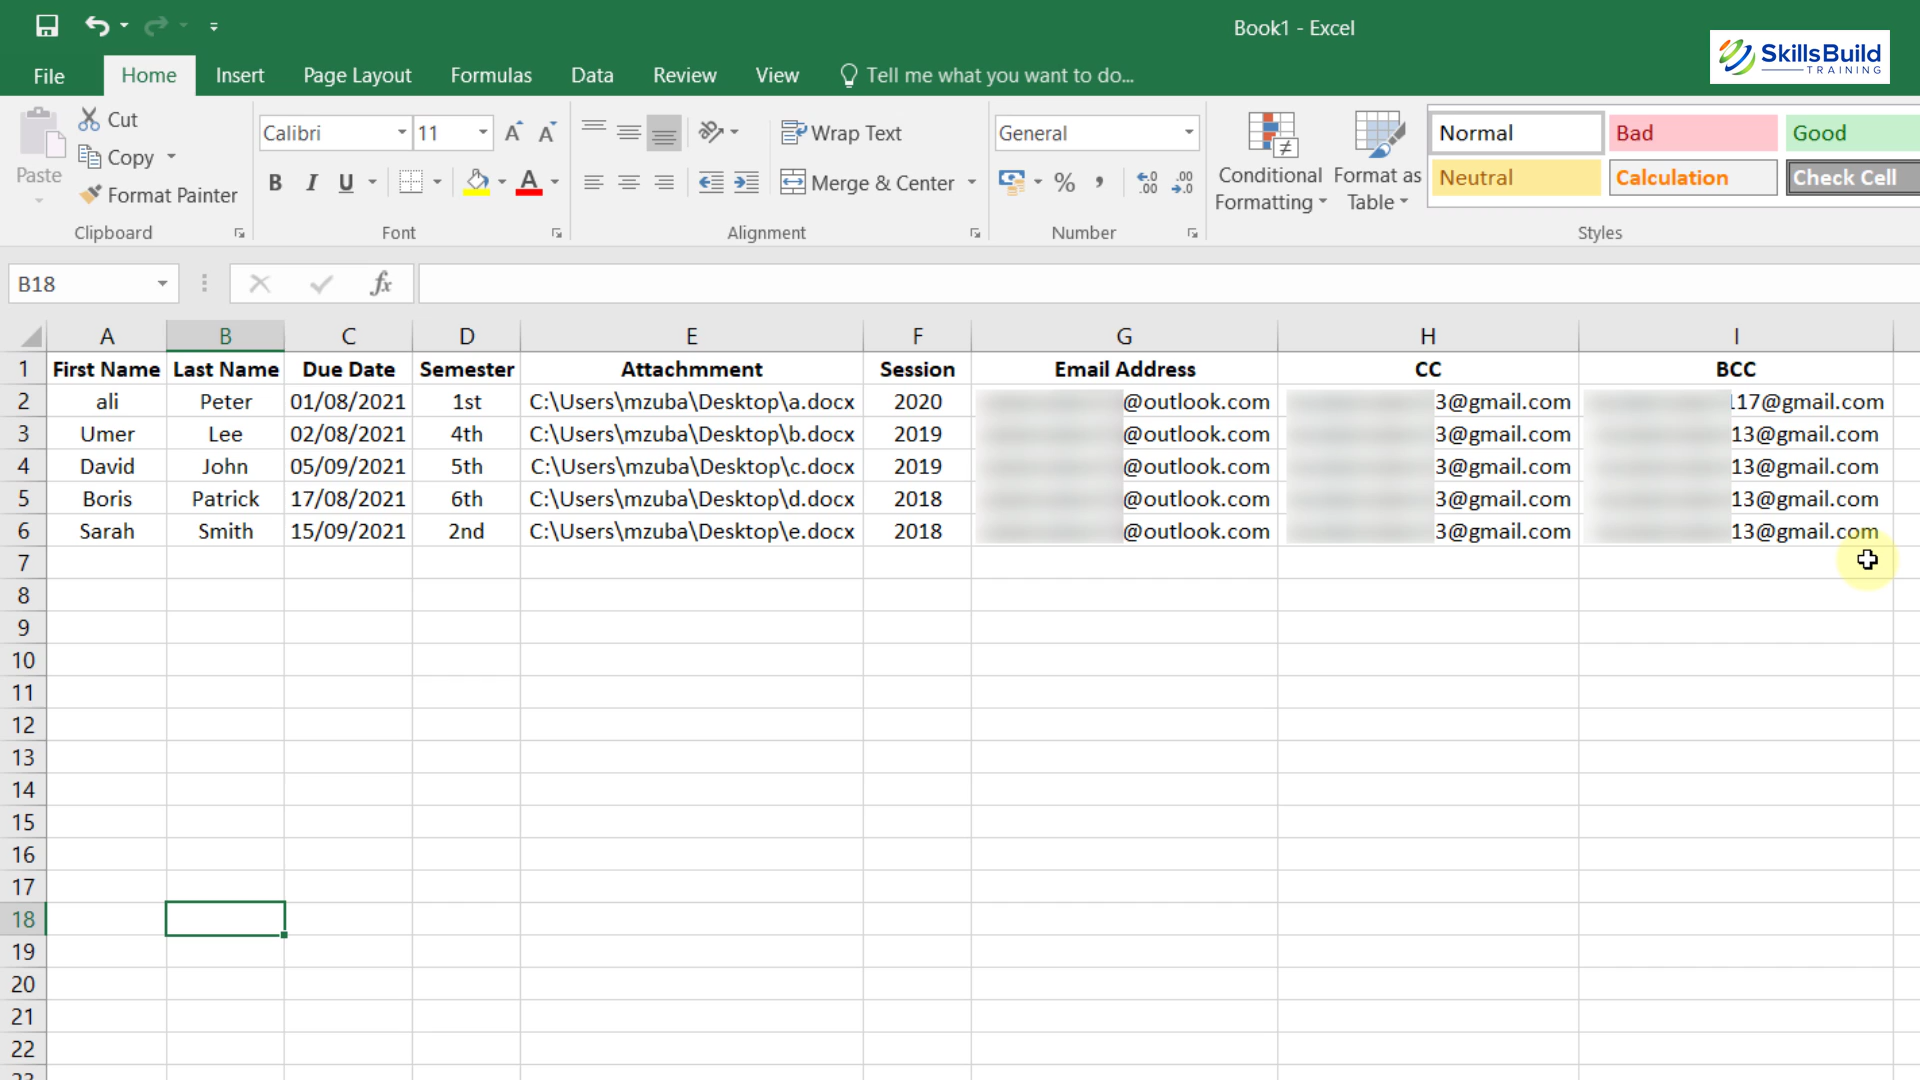 Book1 - Excel
SkillsBuild
TRAINING
File Home Insert Page Layout Formulas Data Review View Tell me what you want to do...
Paste Cut Copy Format Painter
Calibri 11
B I U A
Wrap Text
Merge & Center
General
% ,
Conditional Formatting
Format as Table
Normal Bad Good
Neutral Calculation Check Cell
Clipboard Font Alignment Number Styles
B18 fx
A B C D E F G H I
1 First Name Last Name Due Date Semester Attachmment Session Email Address CC BCC
2 ali Peter 01/08/2021 1st C:\Users\mzuba\Desktop\a.docx 2020 @outlook.com 3@gmail.com 117@gmail.com
3 Umer Lee 02/08/2021 4th C:\Users\mzuba\Desktop\b.docx 2019 @outlook.com 3@gmail.com 13@gmail.com
4 David John 05/09/2021 5th C:\Users\mzuba\Desktop\c.docx 2019 @outlook.com 3@gmail.com 13@gmail.com
5 Boris Patrick 17/08/2021 6th C:\Users\mzuba\Desktop\d.docx 2018 @outlook.com 3@gmail.com 13@gmail.com
6 Sarah Smith 15/09/2021 2nd C:\Users\mzuba\Desktop\e.docx 2018 @outlook.com 3@gmail.com 13@gmail.com
7
8
9
10
11
12
13
14
15
16
17
18
19
20
21
22
23